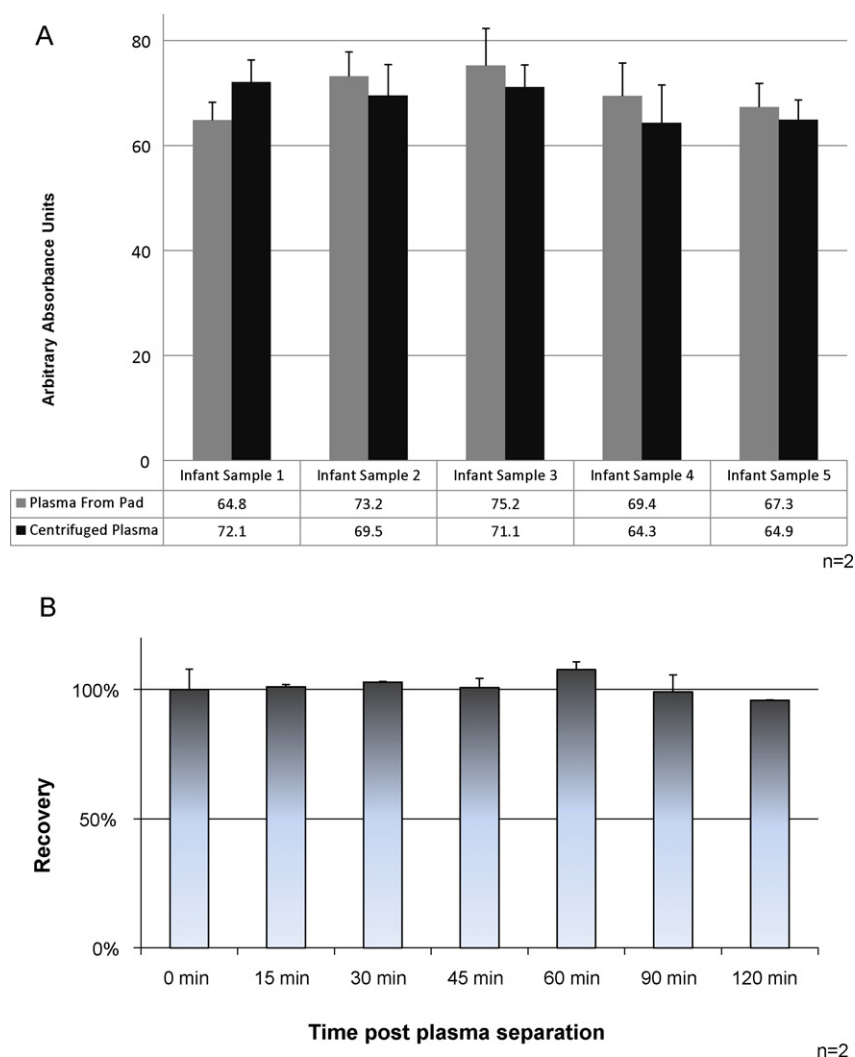 A
80
60
40
20
0
Arbitrary Absorbance Units
Infant Sample 1 Infant Sample 2 Infant Sample 3 Infant Sample 4 Infant Sample 5
Plasma From Pad 64.8 73.2 75.2 69.4 67.3
Centrifuged Plasma 72.1 69.5 71.1 64.3 64.9
n=2
B
100%
50%
0%
Recovery
0 min 15 min 30 min 45 min 60 min 90 min 120 min
Time post plasma separation
n=2